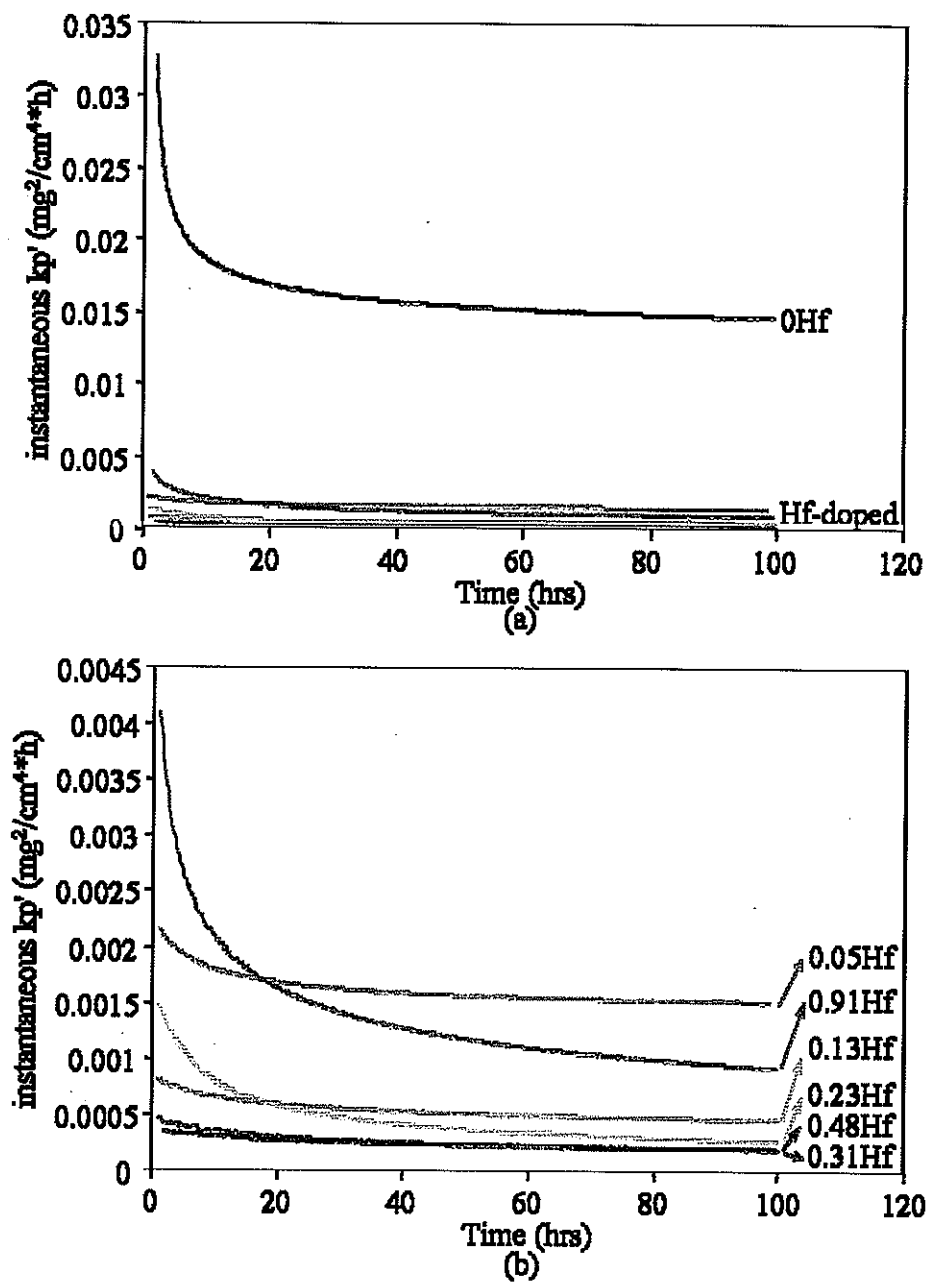 0.035
0.03
0.025
0.02
0.015
0.01
0.005
0
instantaneous kp' (mg²/cm⁴*h)
0Hf
Hf-doped
0 20 40 60 80 100 120
Time (hrs)
(a)
0.0045
0.004
0.0035
0.003
0.0025
0.002
0.0015
0.001
0.0005
0
instantaneous kp' (mg²/cm⁴*h)
0.05Hf
0.91Hf
0.13Hf
0.23Hf
0.48Hf
0.31Hf
0 20 40 60 80 100 120
Time (hrs)
(b)